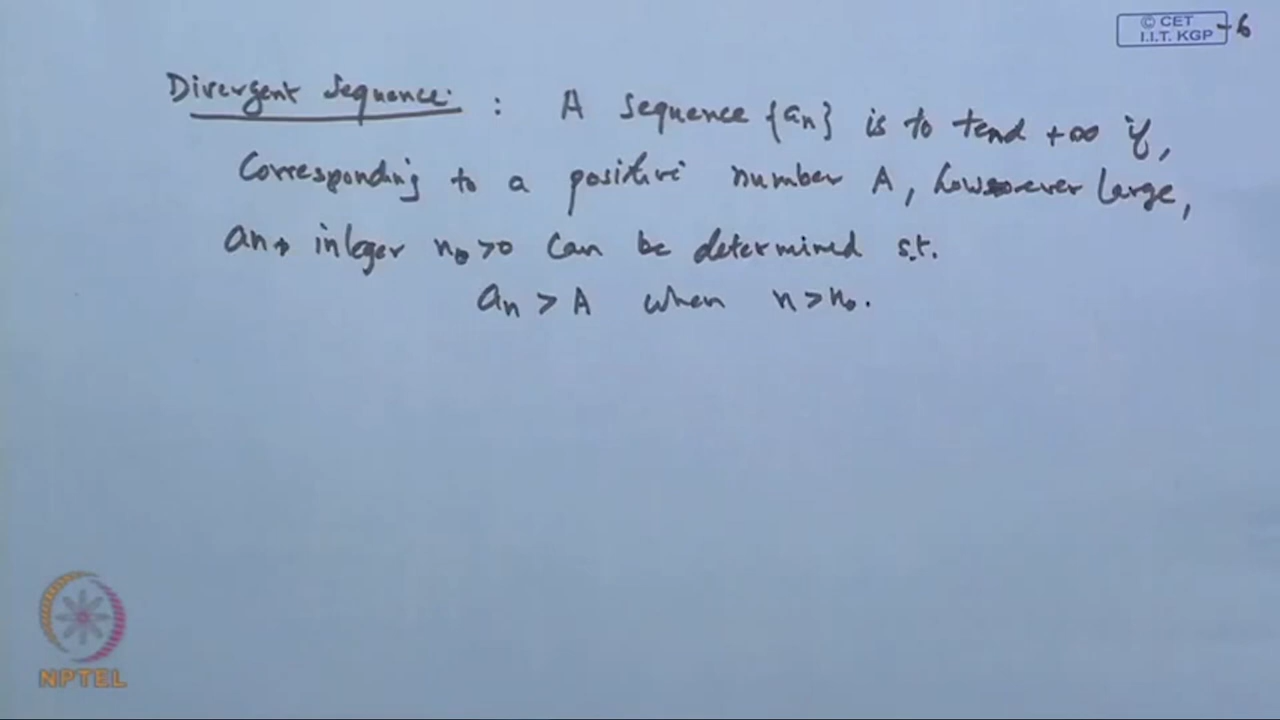 © CET
I.I.T. KGP -6
Divergent Sequence : A sequence {aₙ} is to tend +∞ if,
Corresponding to a positive number A, howsoever large,
an integer n₀>0 can be determined s.t.
aₙ > A when n>n₀.
NPTEL